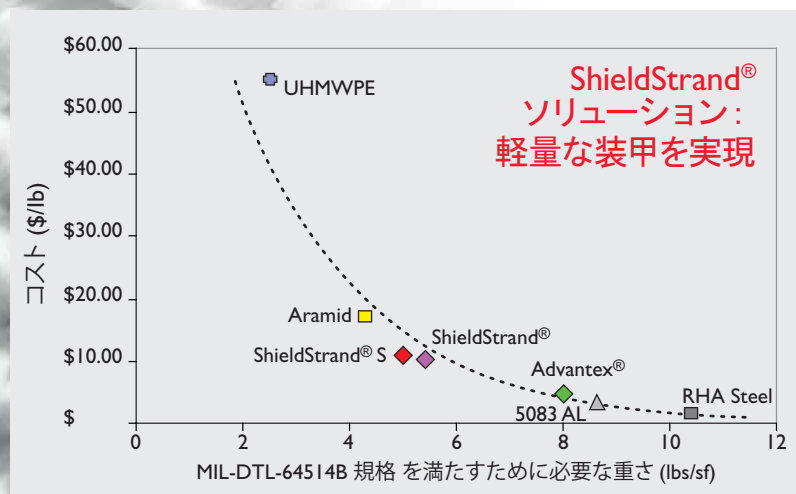 ShieldStrand®
ソリューション：
軽量な装甲を実現
コスト ($/lb)
$60.00
$50.00
$40.00
$30.00
$20.00
$10.00
$
UHMWPE
Aramid
ShieldStrand® S
ShieldStrand®
Advantex®
5083 AL
RHA Steel
0 2 4 6 8 10 12
MIL-DTL-64514B 規格 を満たすために必要な重さ (lbs/sf)